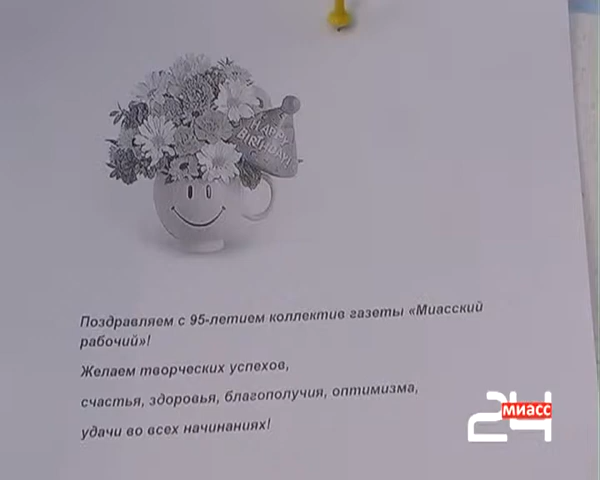 HAPPY
BIRTHDAY!
Поздравляем с 95-летием коллектив газеты «Миасский
рабочий»!
Желаем творческих успехов,
счастья, здоровья, благополучия, оптимизма,
удачи во всех начинаниях!
24
МИАСС